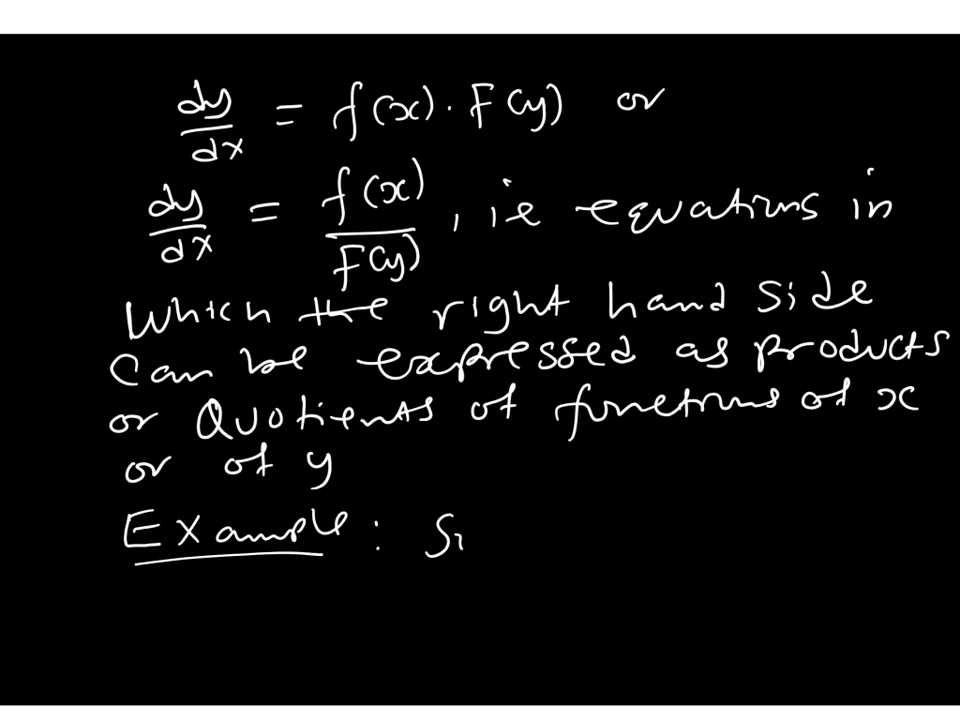 dy/dx = f(x) · F(y) or
dy/dx = f(x)/F(y), ie equations in
Which the right hand side
Can be expressed as products
or Quotients of functions of x
or of y
Example: Si